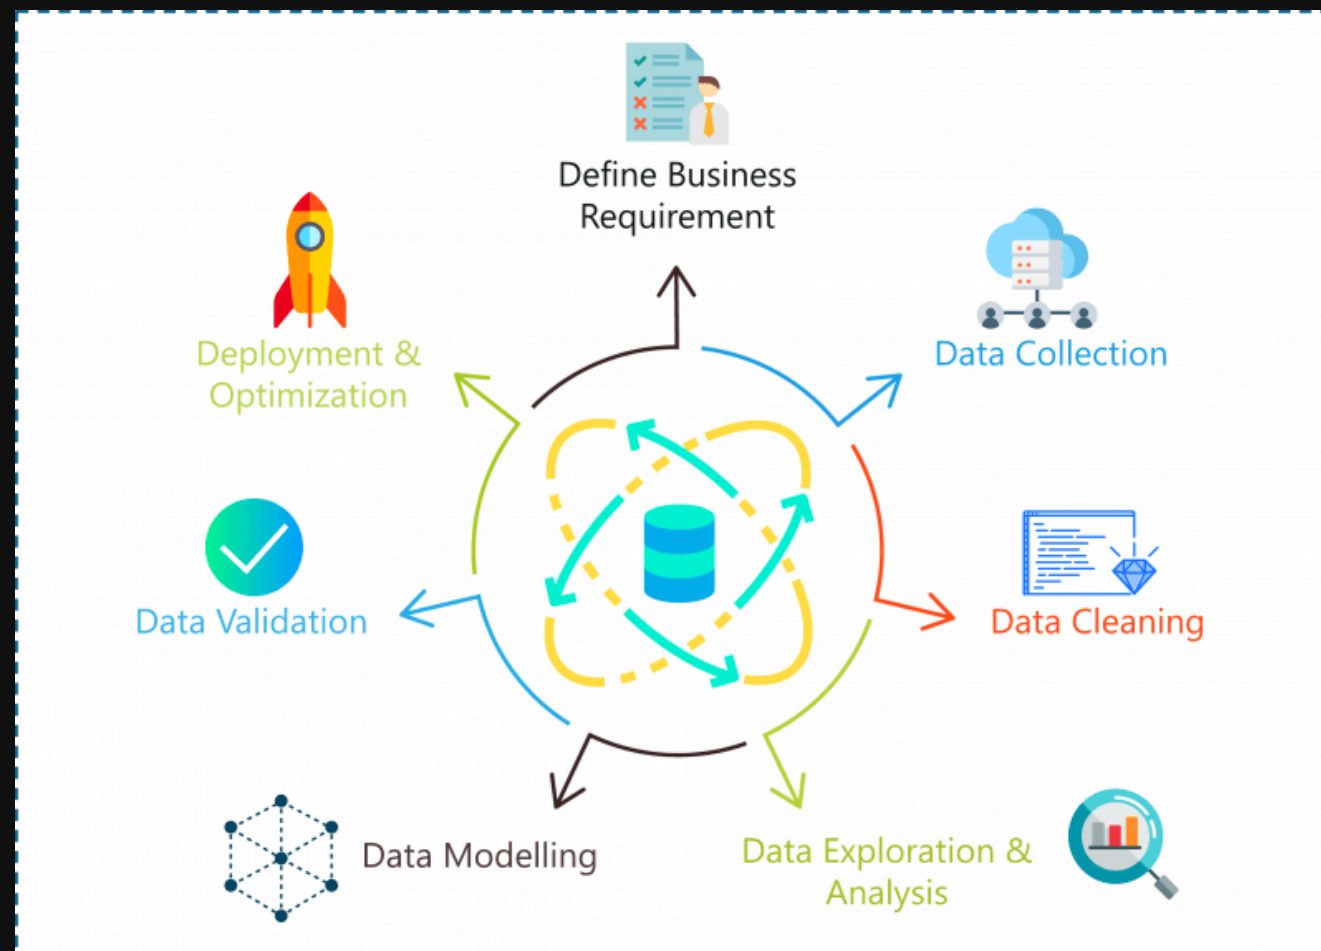 Define Business
Requirement
Data Collection
Data Cleaning
Data Exploration &
Analysis
Data Modelling
Data Validation
Deployment &
Optimization